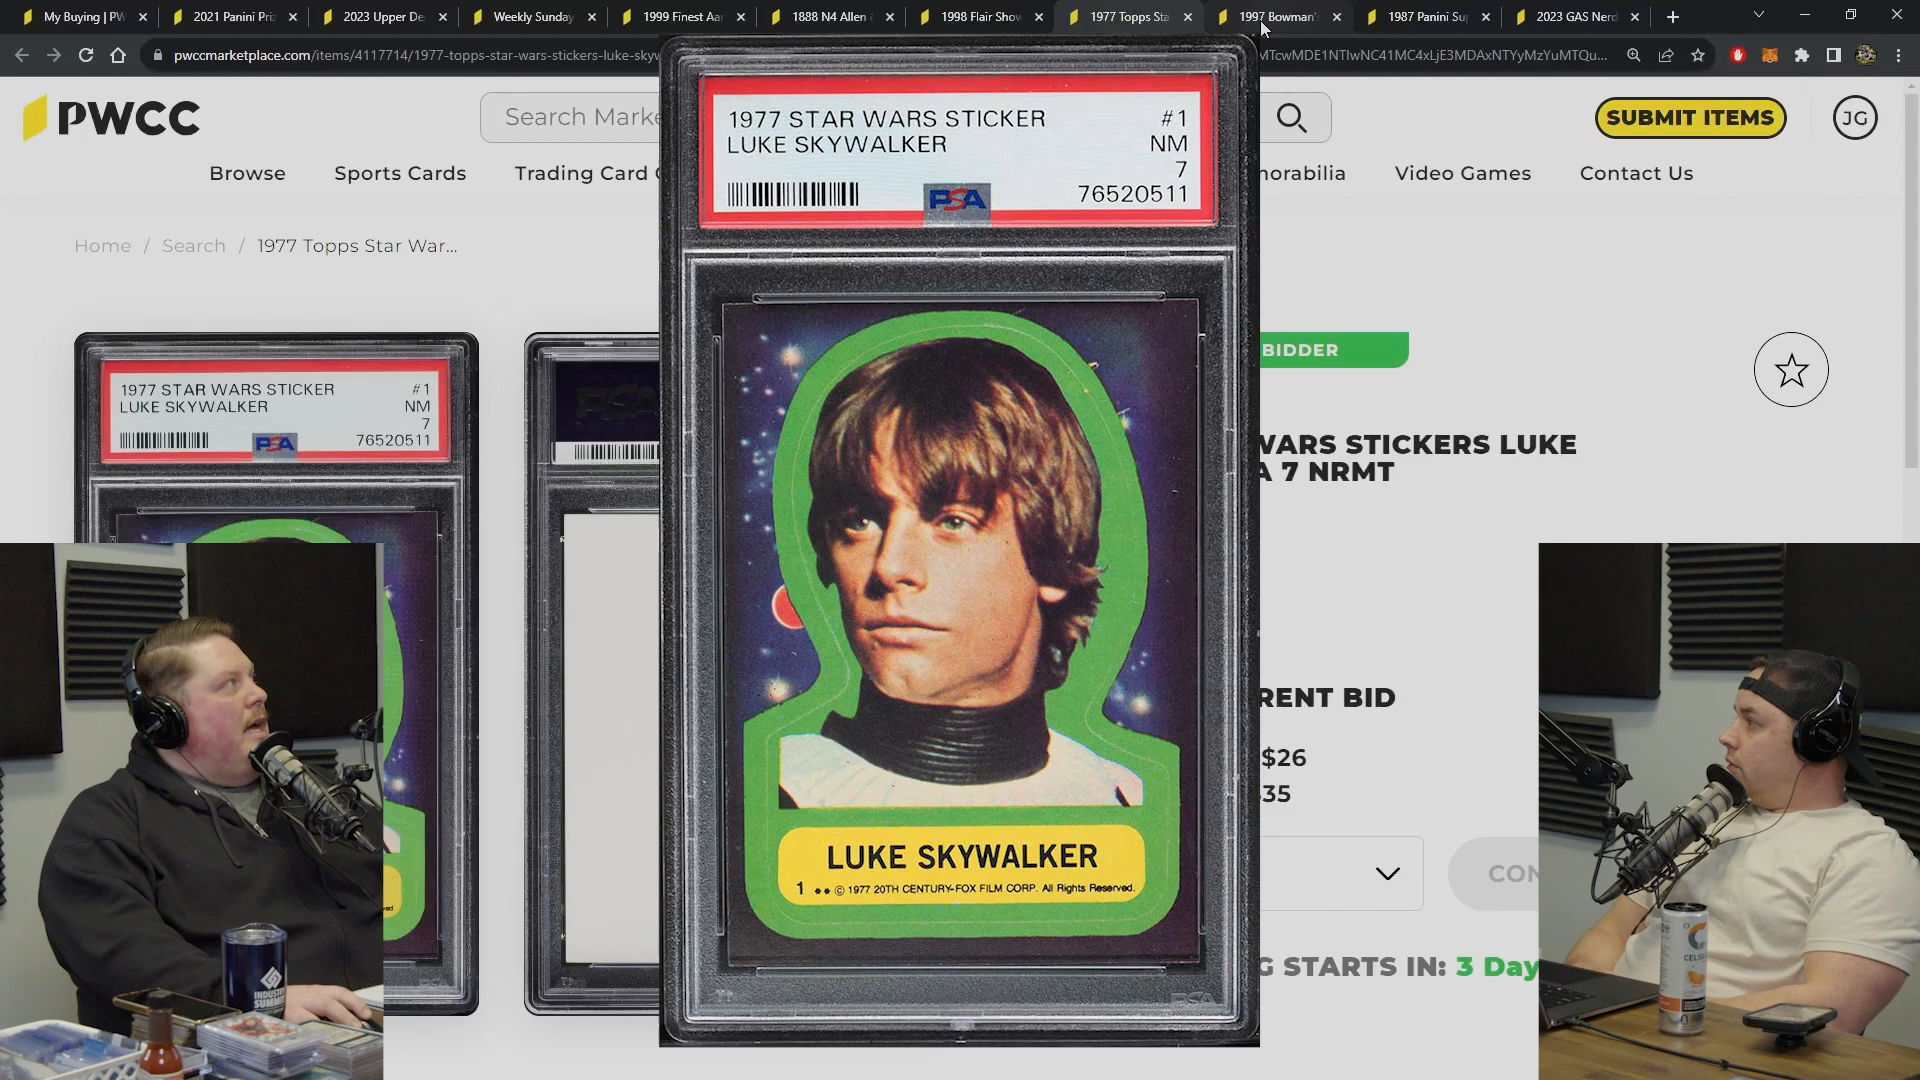 My Buying | PW
2021 Panini Pri
2023 Upper De
Weekly Sunday
1999 Finest Aa
1888 N4 Allen
1998 Flair Show
1977 Topps Sta
1997 Bowman's
1987 Panini Su
2023 GAS Nerd
pwccmarketplace.com/items/4117714/1977-topps-star-wars-stickers-luke-skyw
PWCC
Search Marke
SUBMIT ITEMS
JG
Browse
Sports Cards
Trading Card
morabilia
Video Games
Contact Us
Home / Search / 1977 Topps Star War...
1977 STAR WARS STICKER #1
LUKE SKYWALKER NM
7
PSA 76520511
1977 STAR WARS STICKER #1
LUKE SKYWALKER NM
7
PSA 76520511
BIDDER
WARS STICKERS LUKE
A 7 NRMT
RENT BID
$26
$35
CON
G STARTS IN: 3 Day
LUKE SKYWALKER
1 ** © 1977 20TH CENTURY-FOX FILM CORP. All Rights Reserved.
PSA
CELSI